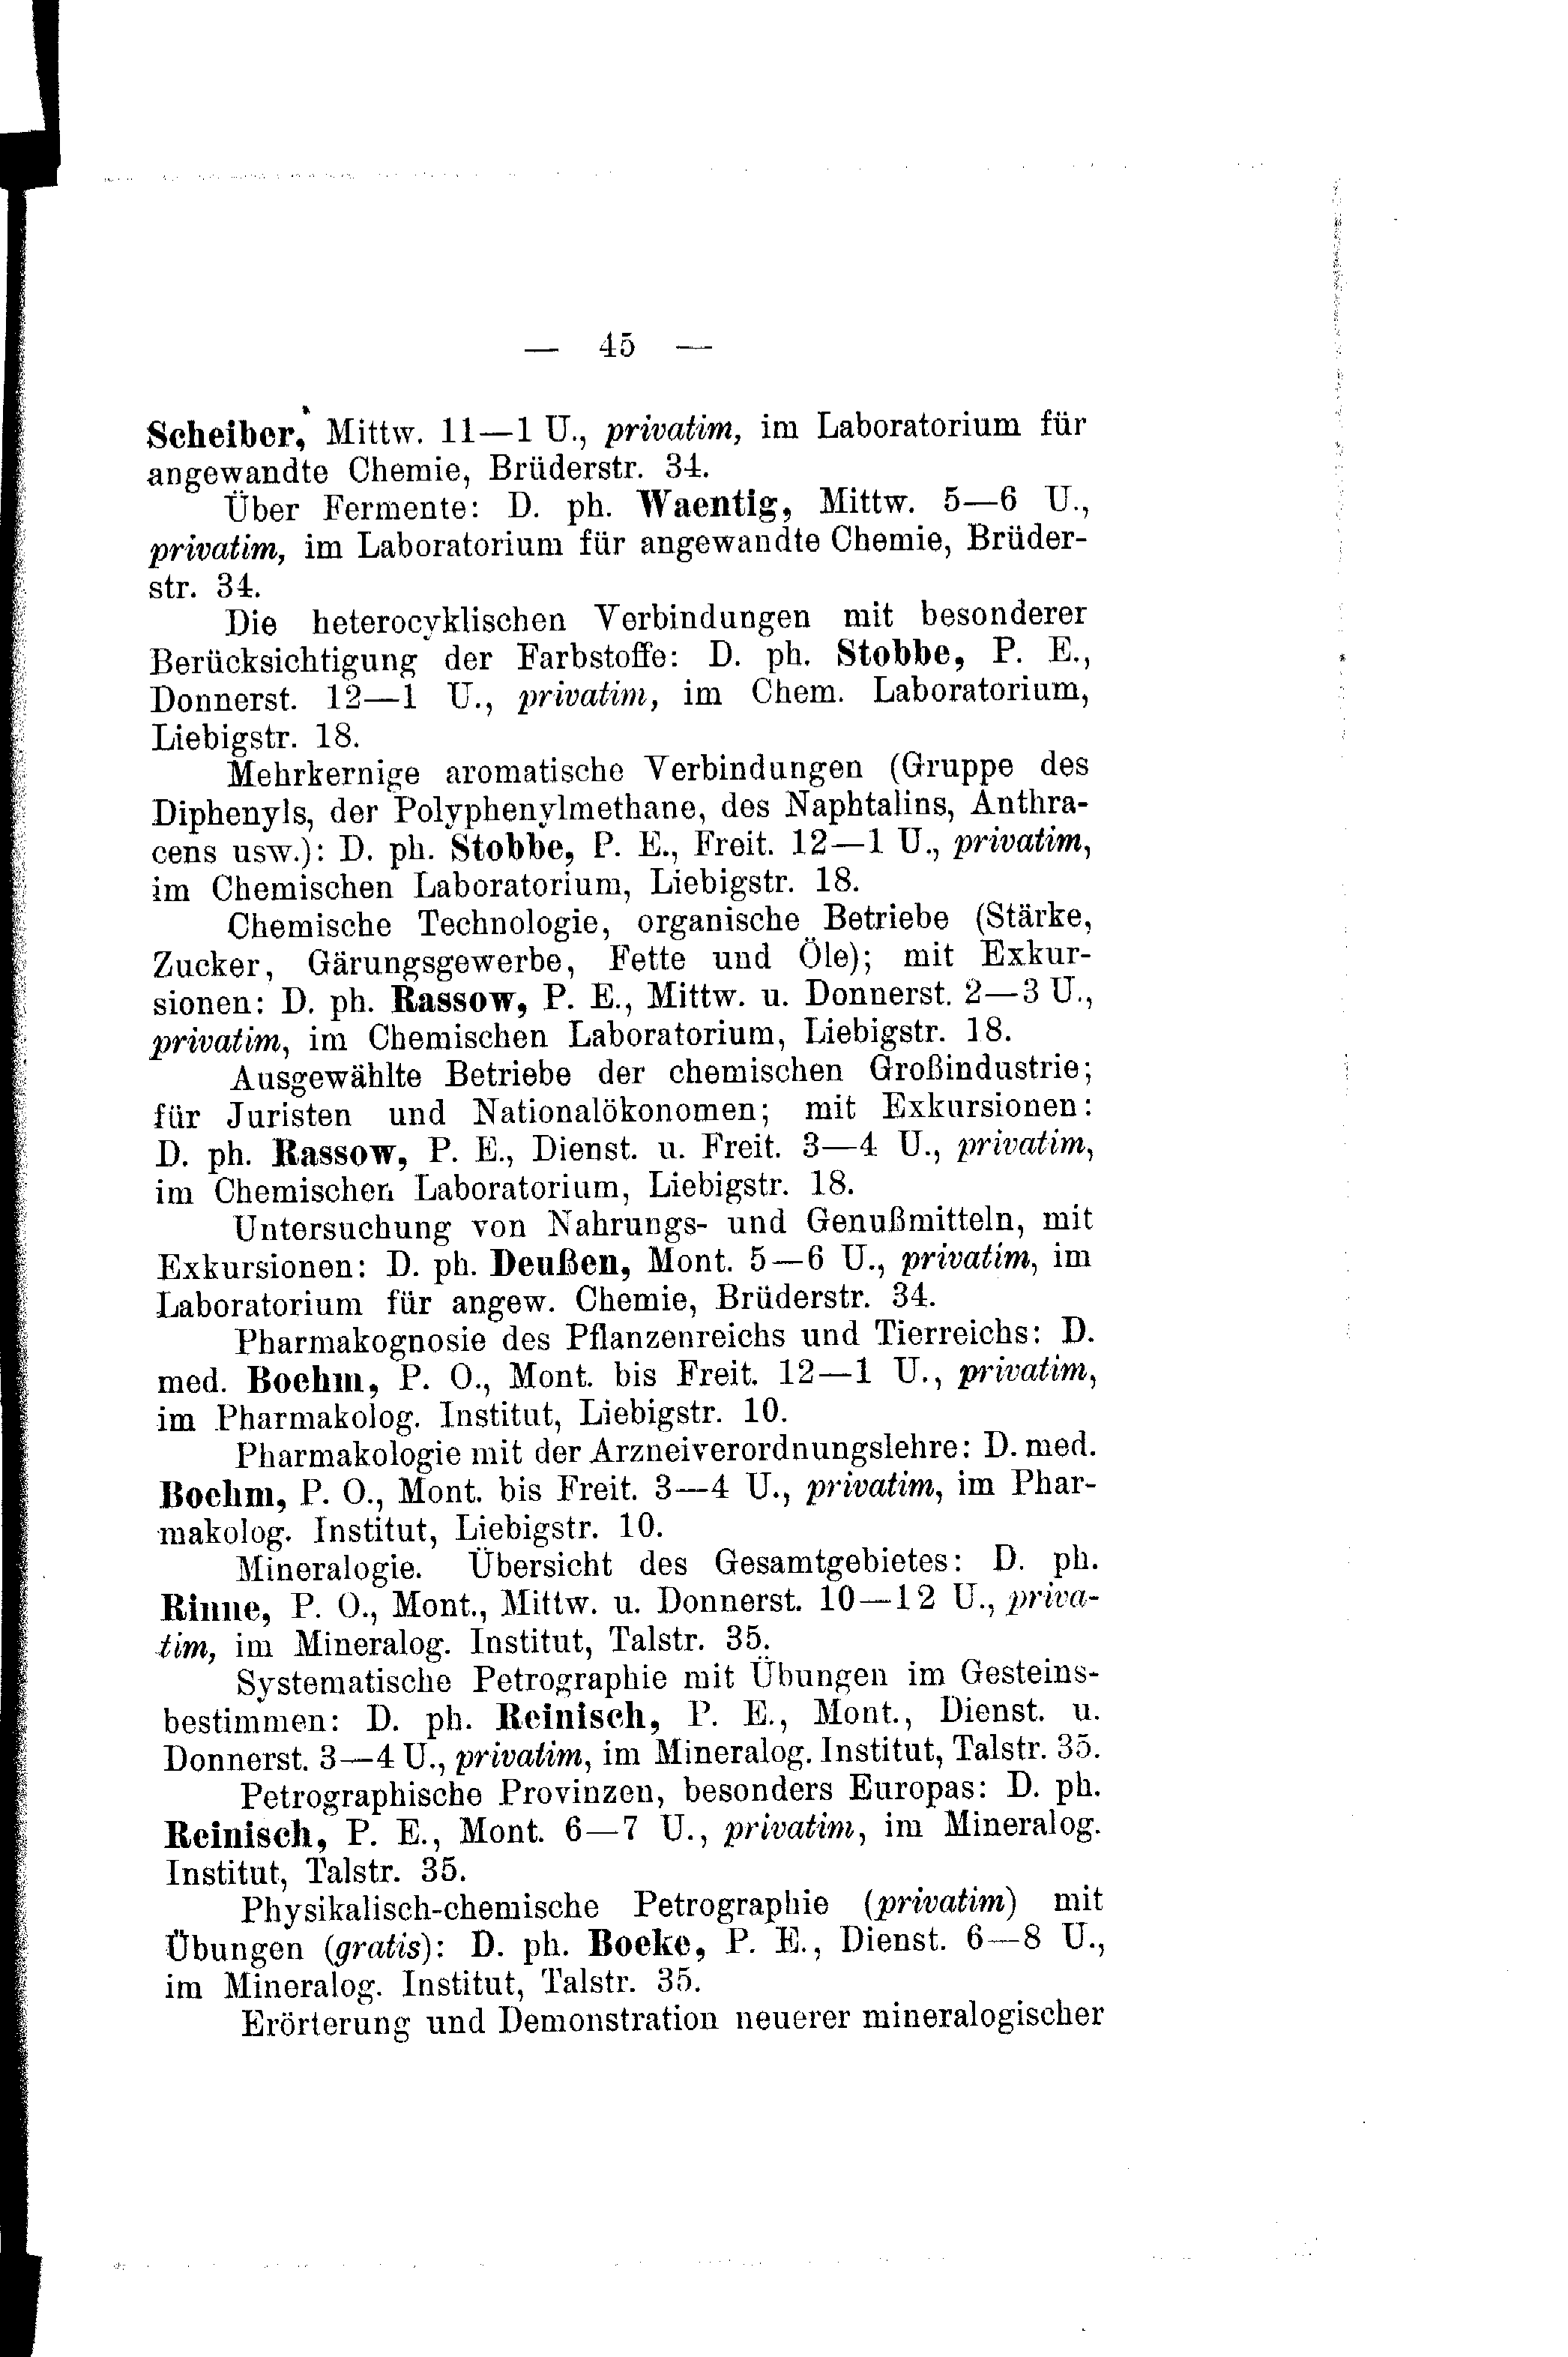 — 45 —
Scheiber, Mittw. 11—1 U., privatim, im Laboratorium für
angewandte Chemie, Brüderstr. 34.
Über Fermente: D. ph. Waentig, Mittw. 5—6 U.,
privatim, im Laboratorium für angewandte Chemie, Brüder-
str. 34.
Die heterocyklischen Verbindungen mit besonderer
Berücksichtigung der Farbstoffe: D. ph. Stobbe, P. E.,
Donnerst. 12—1 U., privatim, im Chem. Laboratorium,
Liebigstr. 18.
Mehrkernige aromatische Verbindungen (Gruppe des
Diphenyls, der Polyphenylmethane, des Naphtalins, Anthra-
cens usw.): D. ph. Stobbe, P. E., Freit. 12—1 U., privatim,
im Chemischen Laboratorium, Liebigstr. 18.
Chemische Technologie, organische Betriebe (Stärke,
Zucker, Gärungsgewerbe, Fette und Öle); mit Exkur-
sionen: D. ph. Rassow, P. E., Mittw. u. Donnerst. 2—3 U.,
privatim, im Chemischen Laboratorium, Liebigstr. 18.
Ausgewählte Betriebe der chemischen Großindustrie;
für Juristen und Nationalökonomen; mit Exkursionen:
D. ph. Rassow, P. E., Dienst. u. Freit. 3—4 U., privatim,
im Chemischen Laboratorium, Liebigstr. 18.
Untersuchung von Nahrungs- und Genußmitteln, mit
Exkursionen: D. ph. Deußen, Mont. 5—6 U., privatim, im
Laboratorium für angew. Chemie, Brüderstr. 34.
Pharmakognosie des Pflanzenreichs und Tierreichs: D.
med. Boehm, P. O., Mont. bis Freit. 12—1 U., privatim,
im Pharmakolog. Institut, Liebigstr. 10.
Pharmakologie mit der Arzneiverordnungslehre: D. med.
Boehm, P. O., Mont. bis Freit. 3—4 U., privatim, im Phar-
makolog. Institut, Liebigstr. 10.
Mineralogie. Übersicht des Gesamtgebietes: D. ph.
Rinne, P. O., Mont., Mittw. u. Donnerst. 10—12 U., priva-
tim, im Mineralog. Institut, Talstr. 35.
Systematische Petrographie mit Übungen im Gesteins-
bestimmen: D. ph. Reinisch, P. E., Mont., Dienst. u.
Donnerst. 3—4 U., privatim, im Mineralog. Institut, Talstr. 35.
Petrographische Provinzen, besonders Europas: D. ph.
Reinisch, P. E., Mont. 6—7 U., privatim, im Mineralog.
Institut, Talstr. 35.
Physikalisch-chemische Petrographie (privatim) mit
Übungen (gratis): D. ph. Boeke, P. E., Dienst. 6—8 U.,
im Mineralog. Institut, Talstr. 35.
Erörterung und Demonstration neuerer mineralogischer